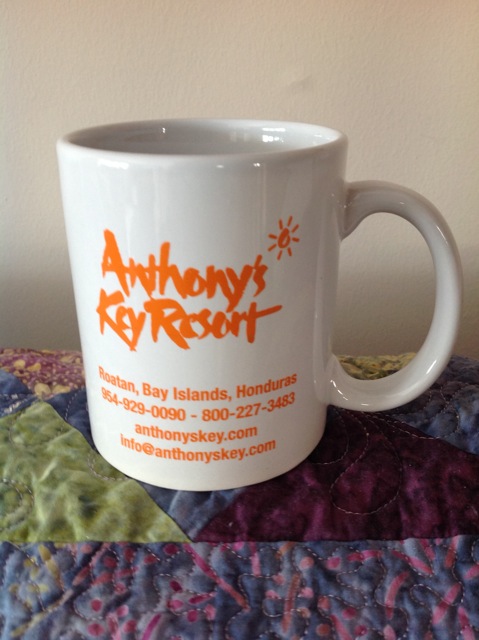 Anthony's
Key Resort
Roatan, Bay Islands, Honduras
954-929-0090 - 800-227-3483
anthonyskey.com
info@anthonyskey.com